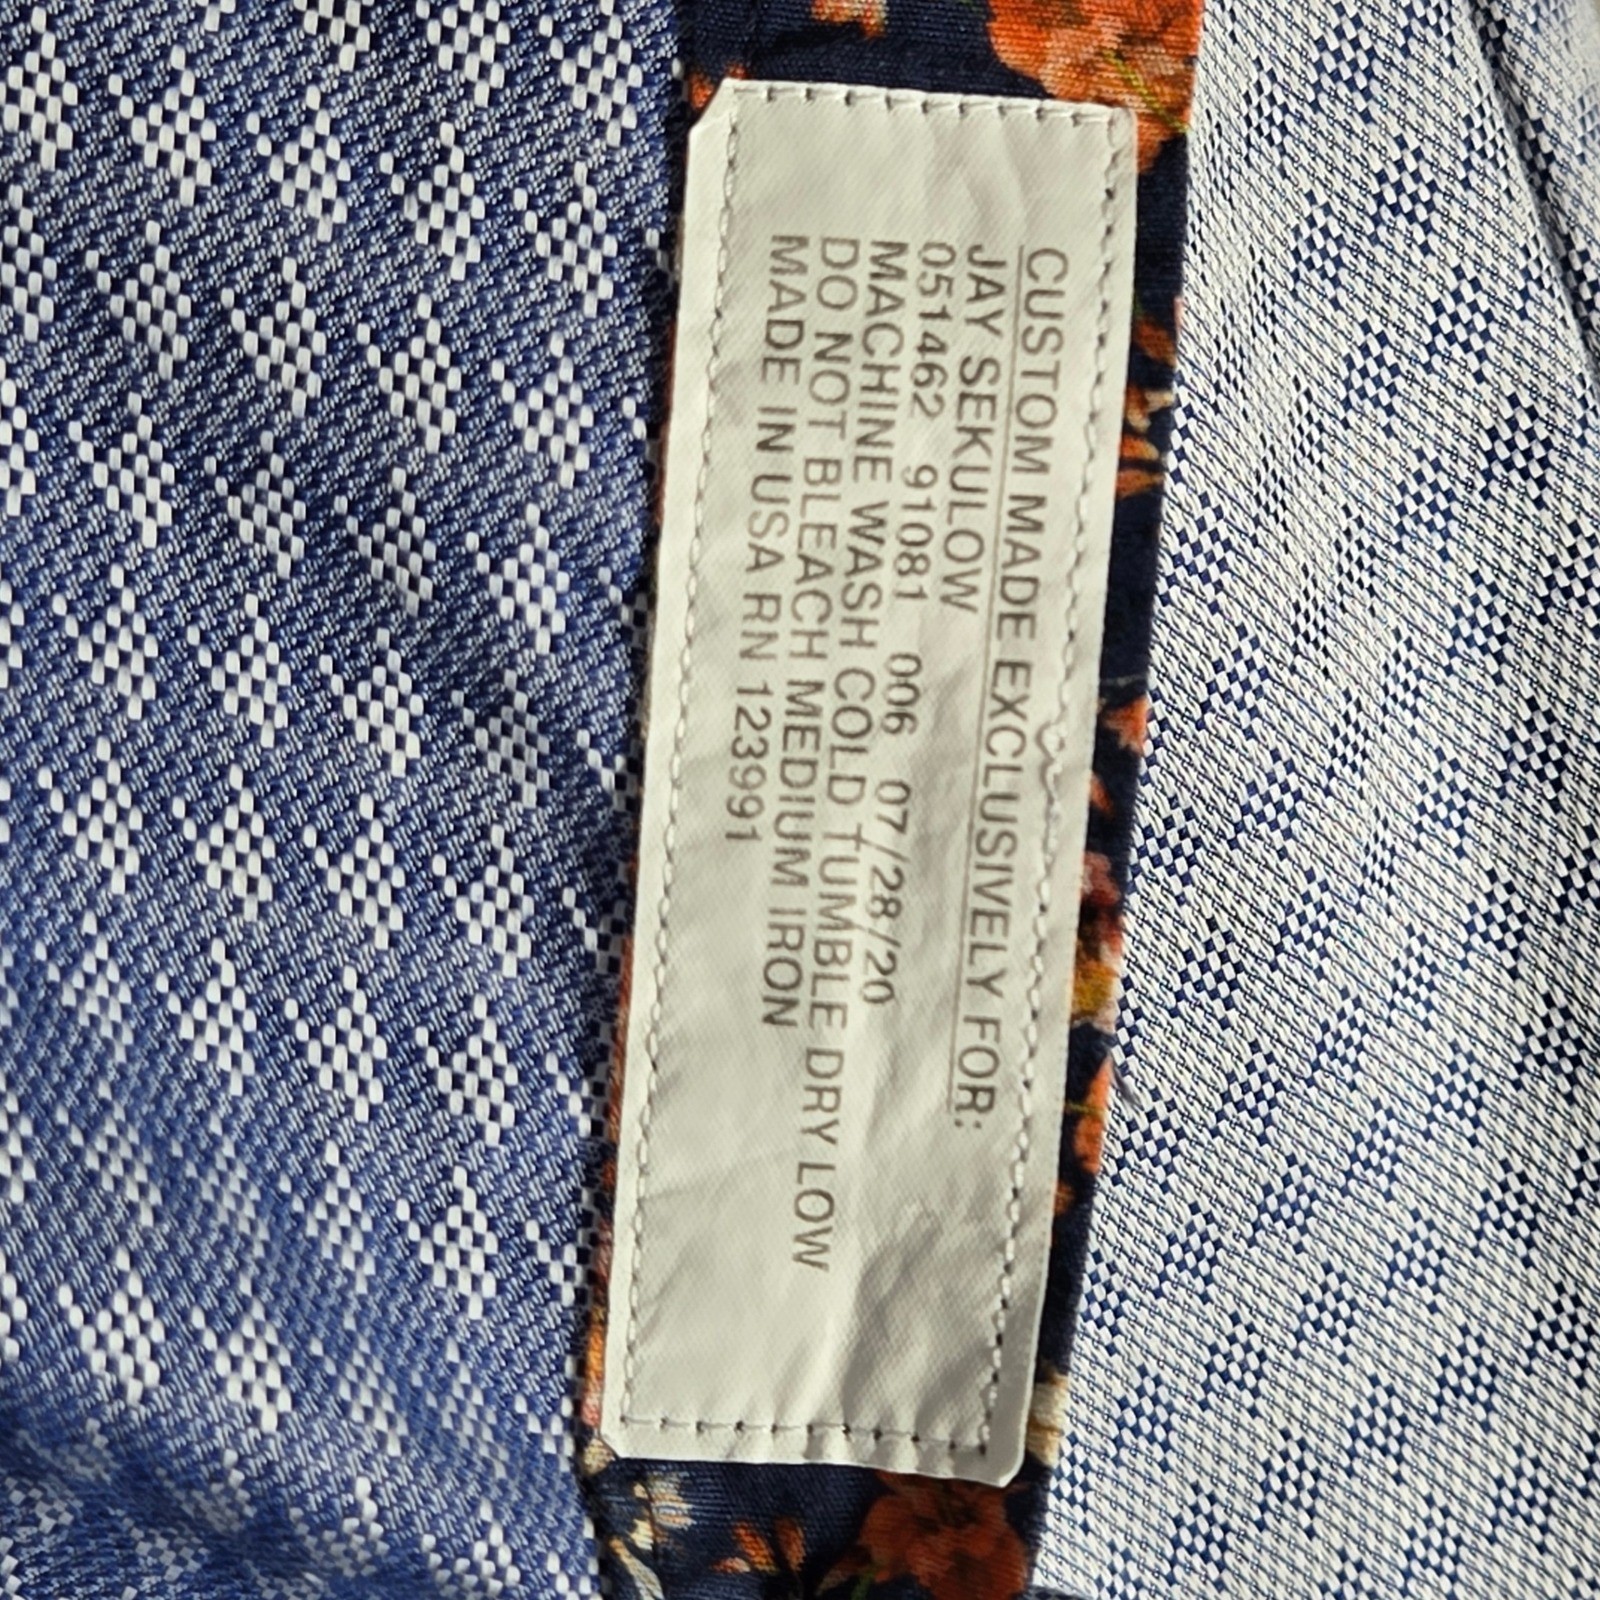 CUSTOM MADE EXCLUSIVELY FOR:
JAY SEKULOW
051462 91081 006 07/28/20
MACHINE WASH COLD TUMBLE DRY LOW
DO NOT BLEACH MEDIUM IRON
MADE IN USA RN 123991